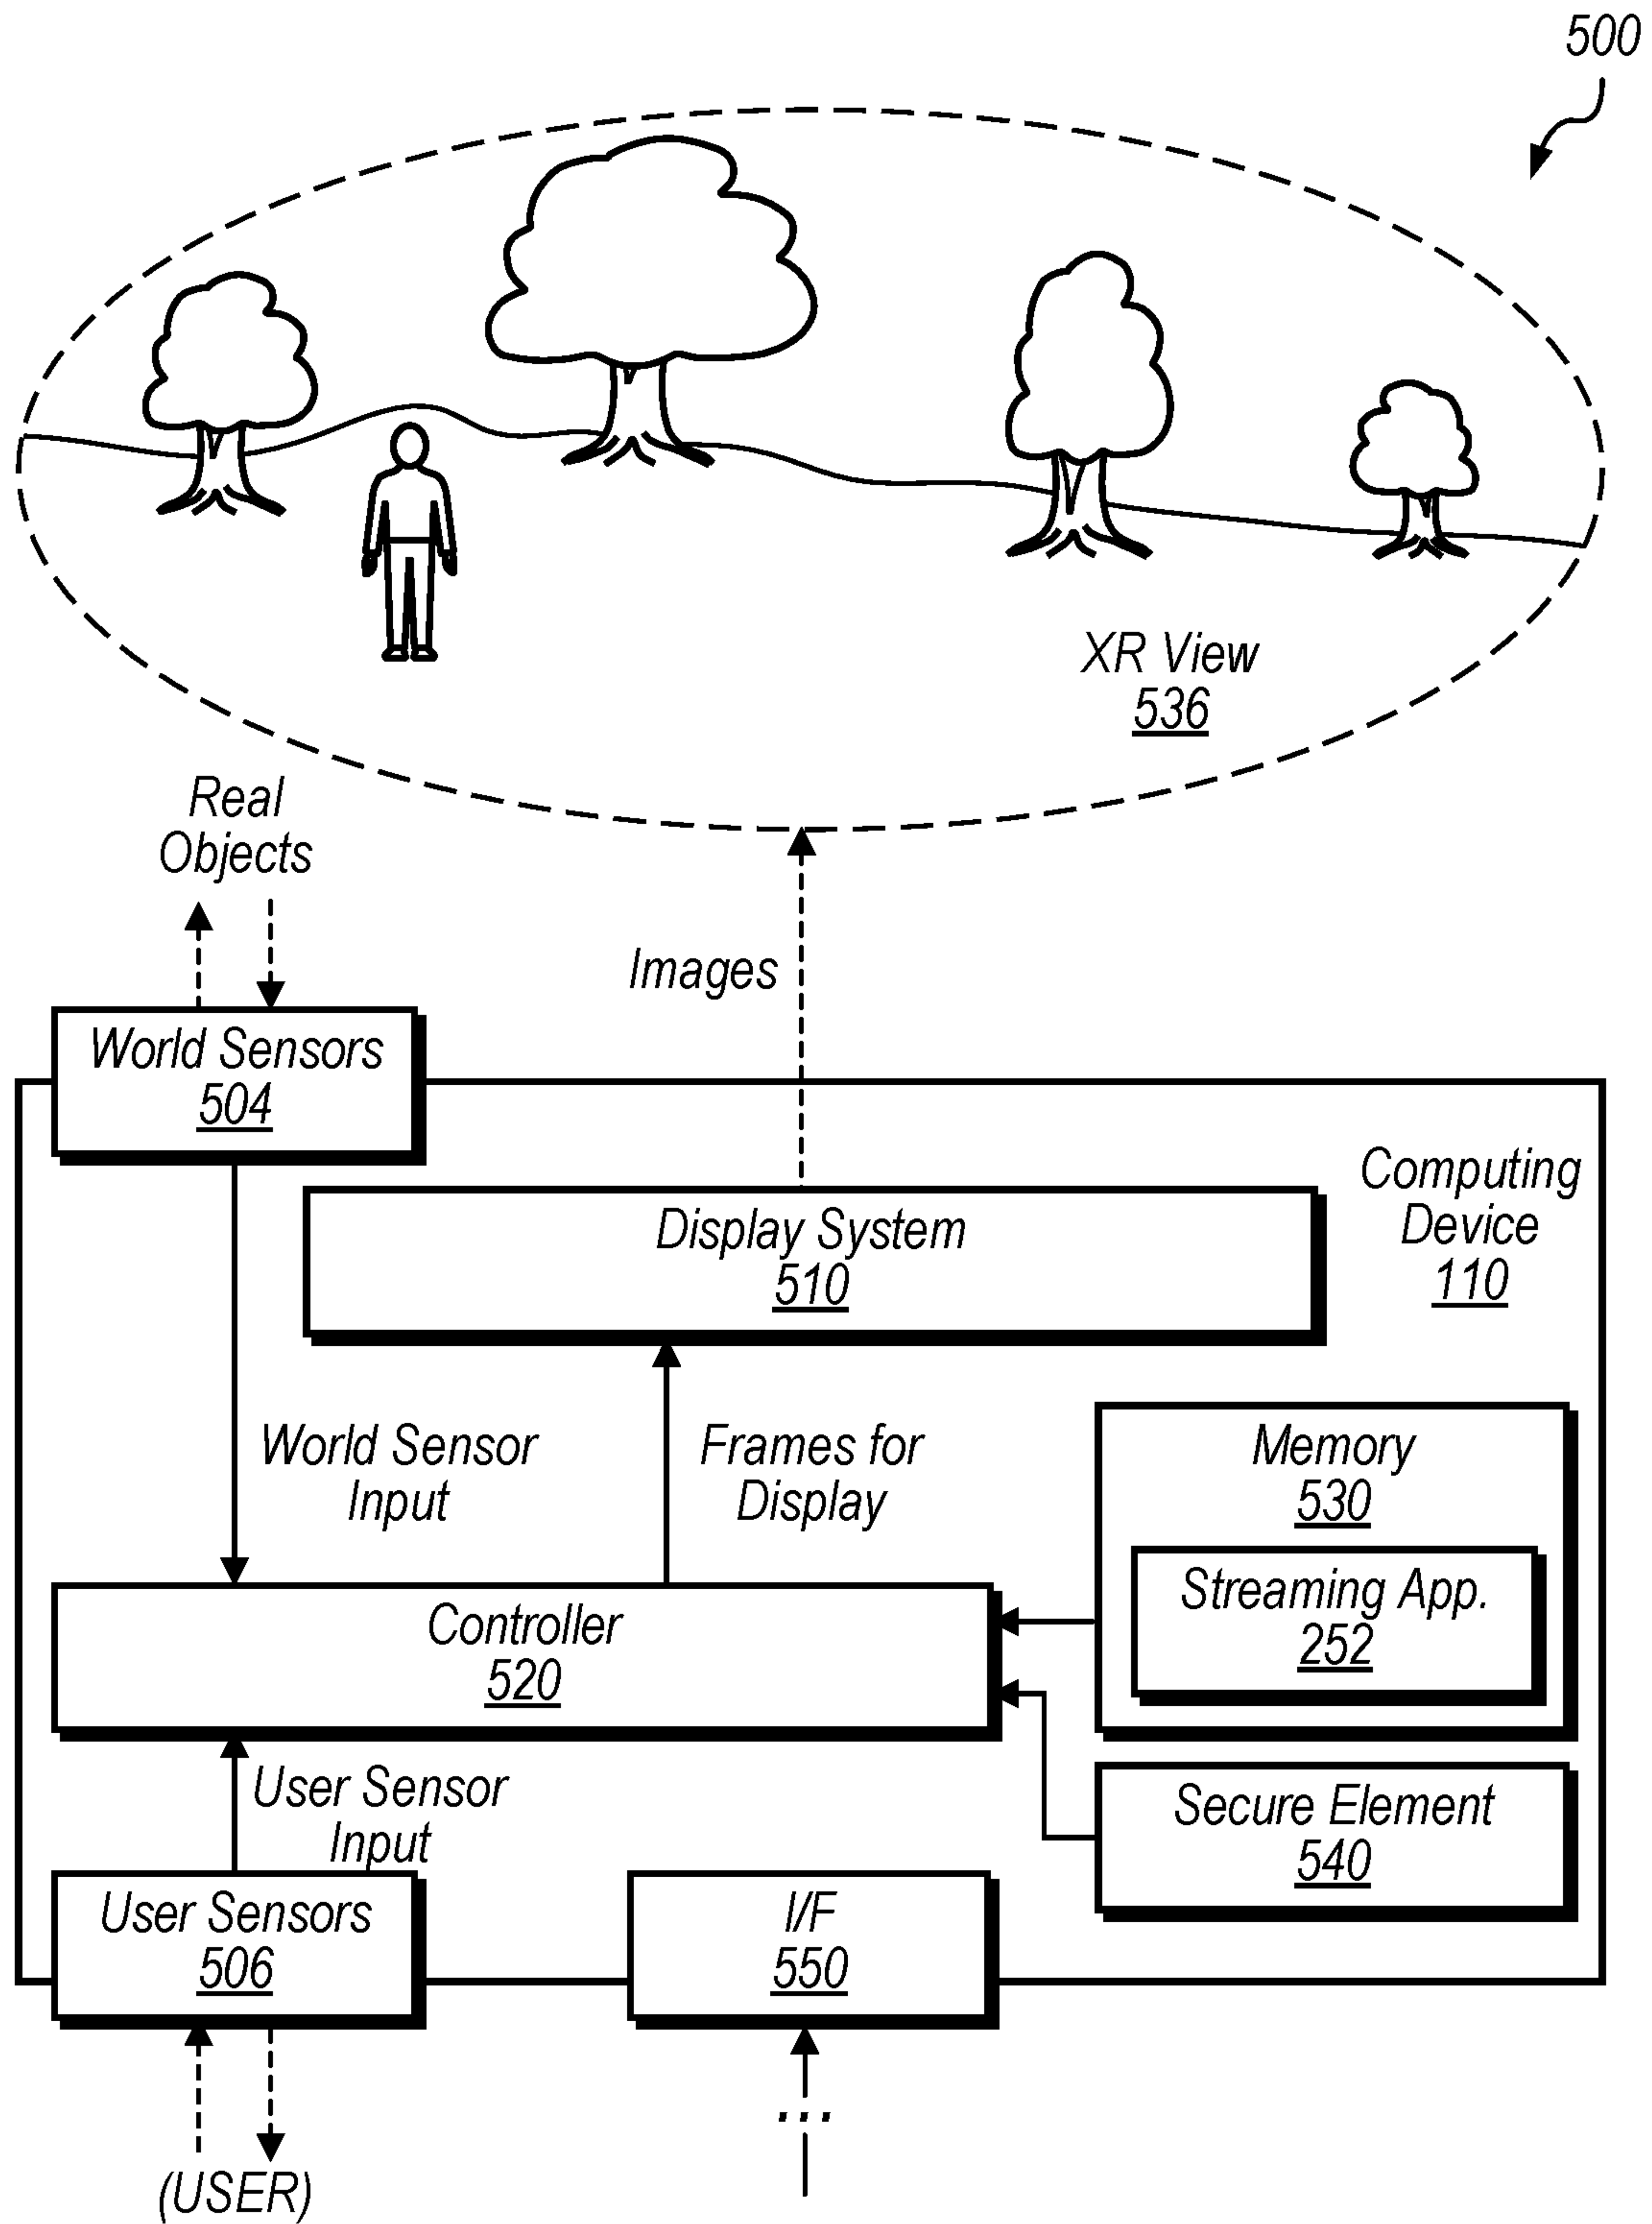 500
XR View
536
Real
Objects
Images
World Sensors
504
Computing
Device
110
Display System
510
World Sensor
Input
Frames for
Display
Memory
530
Streaming App.
252
Controller
520
User Sensor
Input
Secure Element
540
User Sensors
506
I/F
550
...
(USER)